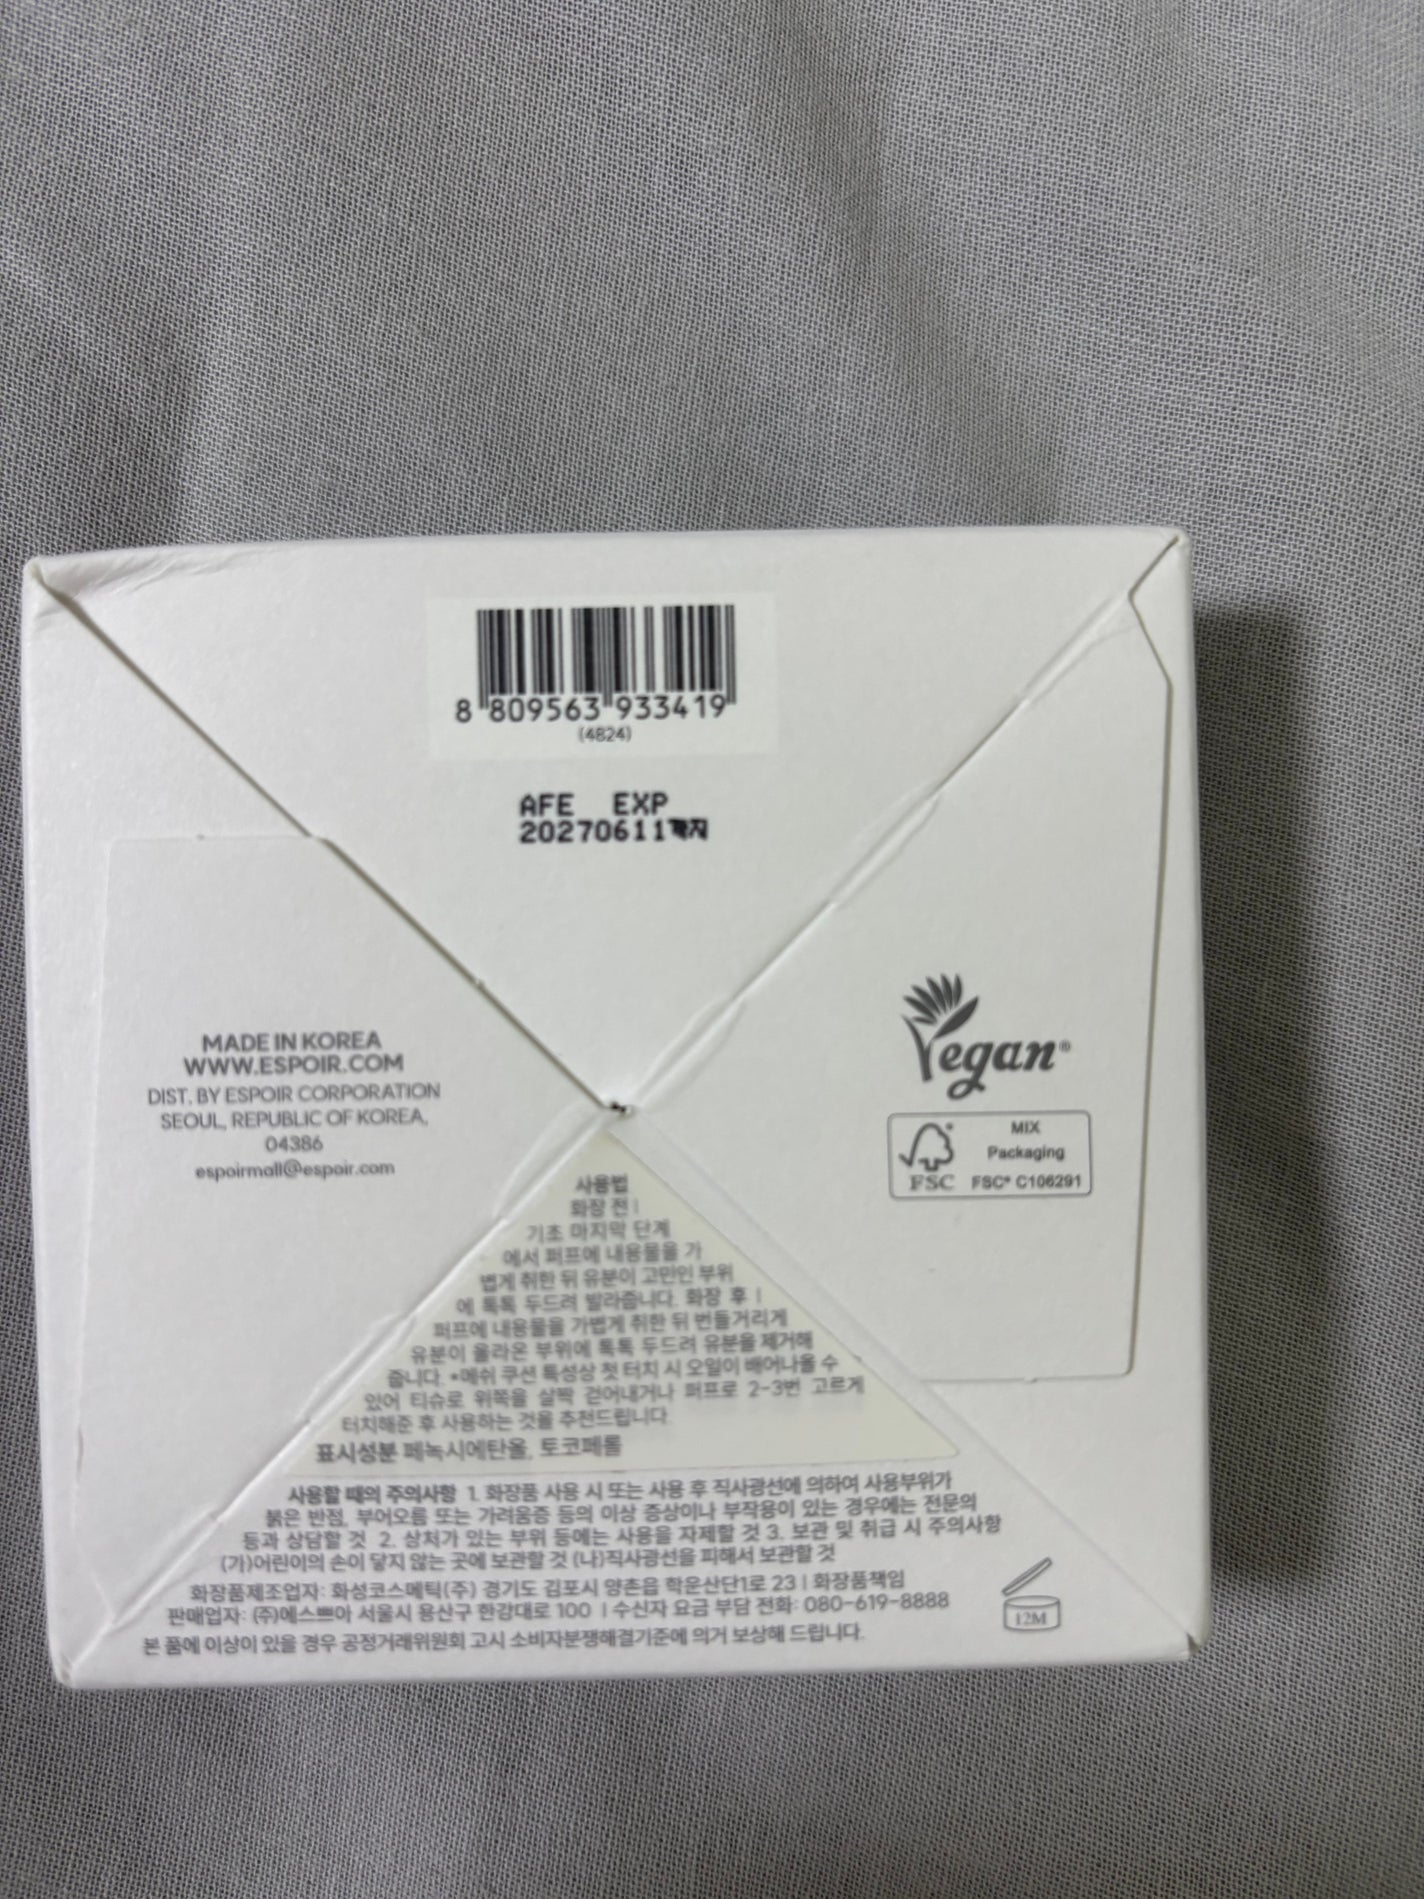 8 809563 933419
(4824)
AFE EXP
20270611까지
MADE IN KOREA
WWW.ESPOIR.COM
DIST. BY ESPOIR CORPORATION
SEOUL, REPUBLIC OF KOREA,
04386
espoirmall@espoir.com
Vegan®
FSC
MIX
Packaging
FSC® C106291
사용법
화장 전 |
기초 마지막 단계
에서 퍼프에 내용물을 가
볍게 취한 뒤 유분이 고민인 부위
에 톡톡 두드려 발라줍니다. 화장 후 |
퍼프에 내용물을 가볍게 취한 뒤 번들거리게
유분이 올라온 부위에 톡톡 두드려 유분을 제거해
줍니다. *메쉬 쿠션 특성상 첫 터치 시 오일이 배어나올 수
있어 티슈로 위쪽을 살짝 걷어내거나 퍼프로 2-3번 고르게
터치해준 후 사용하는 것을 추천드립니다.
표시성분 페녹시에탄올, 토코페롤
사용할 때의 주의사항 1. 화장품 사용 시 또는 사용 후 직사광선에 의하여 사용부위가
붉은 반점, 부어오름 또는 가려움증 등의 이상 증상이나 부작용이 있는 경우에는 전문의
등과 상담할 것 2. 상처가 있는 부위 등에는 사용을 자제할 것 3. 보관 및 취급 시 주의사항
(가)어린이의 손이 닿지 않는 곳에 보관할 것 (나)직사광선을 피해서 보관할 것
화장품제조업자: 화성코스메틱(주) 경기도 김포시 양촌읍 학운산단1로 23 | 화장품책임
판매업자: (주)에스쁘아 서울시 용산구 한강대로 100 | 수신자 요금 부담 전화: 080-619-8888
본 품에 이상이 있을 경우 공정거래위원회 고시 소비자분쟁해결기준에 의거 보상해 드립니다.
12M